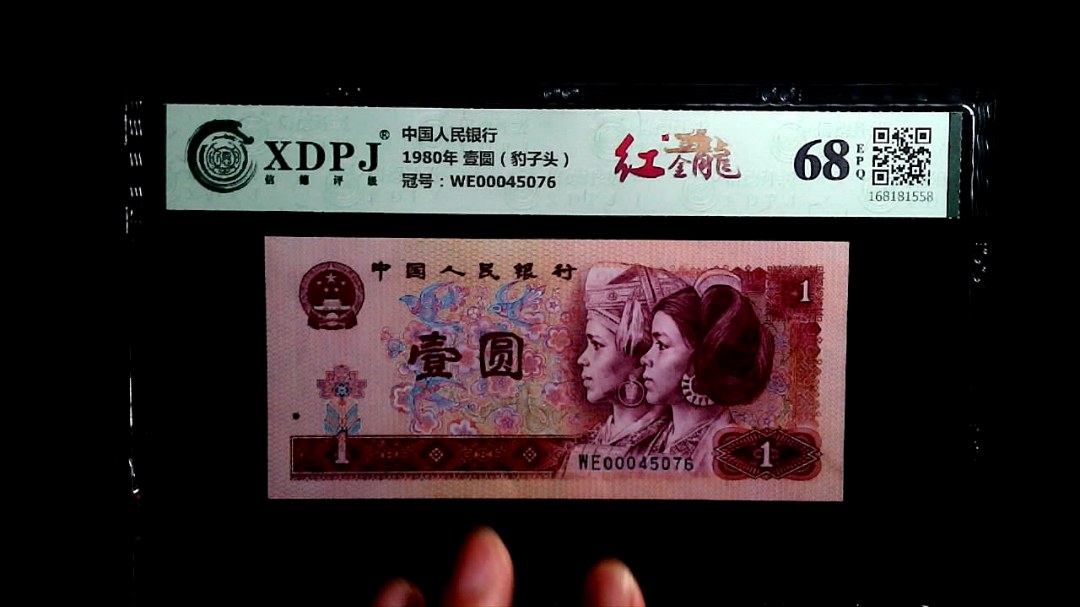 XDPJ®
信德评级
中国人民银行
1980年 壹圆（豹子头）
冠号：WE00045076
红金龍
68
EPQ
168181558
中国人民银行
1
壹圆
1
WE00045076
1